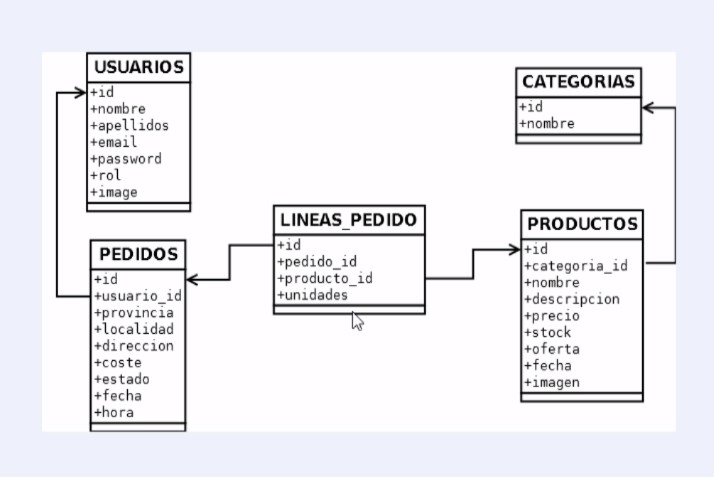 USUARIOS
+id
+nombre
+apellidos
+email
+password
+rol
+image
CATEGORIAS
+id
+nombre
LINEAS_PEDIDO
+id
+pedido_id
+producto_id
+unidades
PRODUCTOS
+id
+categoria_id
+nombre
+descripcion
+precio
+stock
+oferta
+fecha
+imagen
PEDIDOS
+id
+usuario_id
+provincia
+localidad
+direccion
+coste
+estado
+fecha
+hora